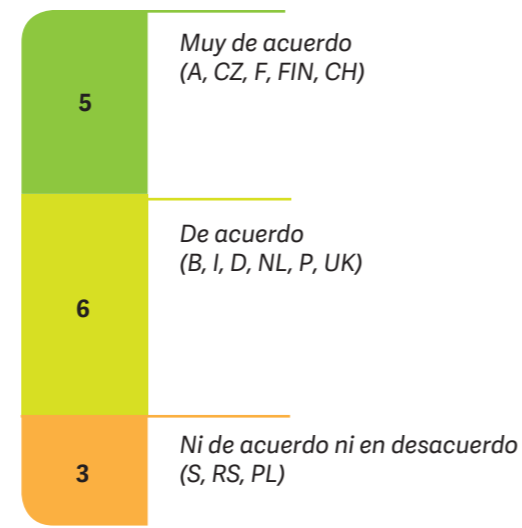 5
Muy de acuerdo
(A, CZ, F, FIN, CH)
6
De acuerdo
(B, I, D, NL, P, UK)
3
Ni de acuerdo ni en desacuerdo
(S, RS, PL)